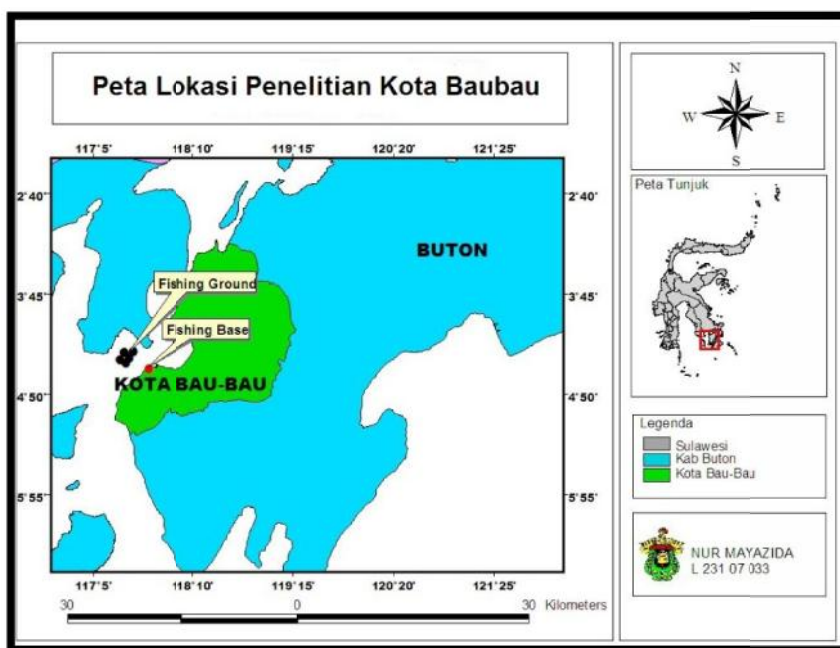 Peta Lokasi Penelitian Kota Baubau
117°5' 118°10' 119°15' 120°20' 121°25'
2°40' 2°40'
BUTON
3°45' 3°45'
Fishing Ground
Fishing Base
KOTA BAU-BAU
4°50' 4°50'
5°55' 5°55'
117°5' 118°10' 119°15' 120°20' 121°25'
30 0 30 Kilometers
N
W E
S
Peta Tunjuk
Legenda
Sulawesi
Kab Buton
Kota Bau-Bau
NUR MAYAZIDA
L 231 07 033